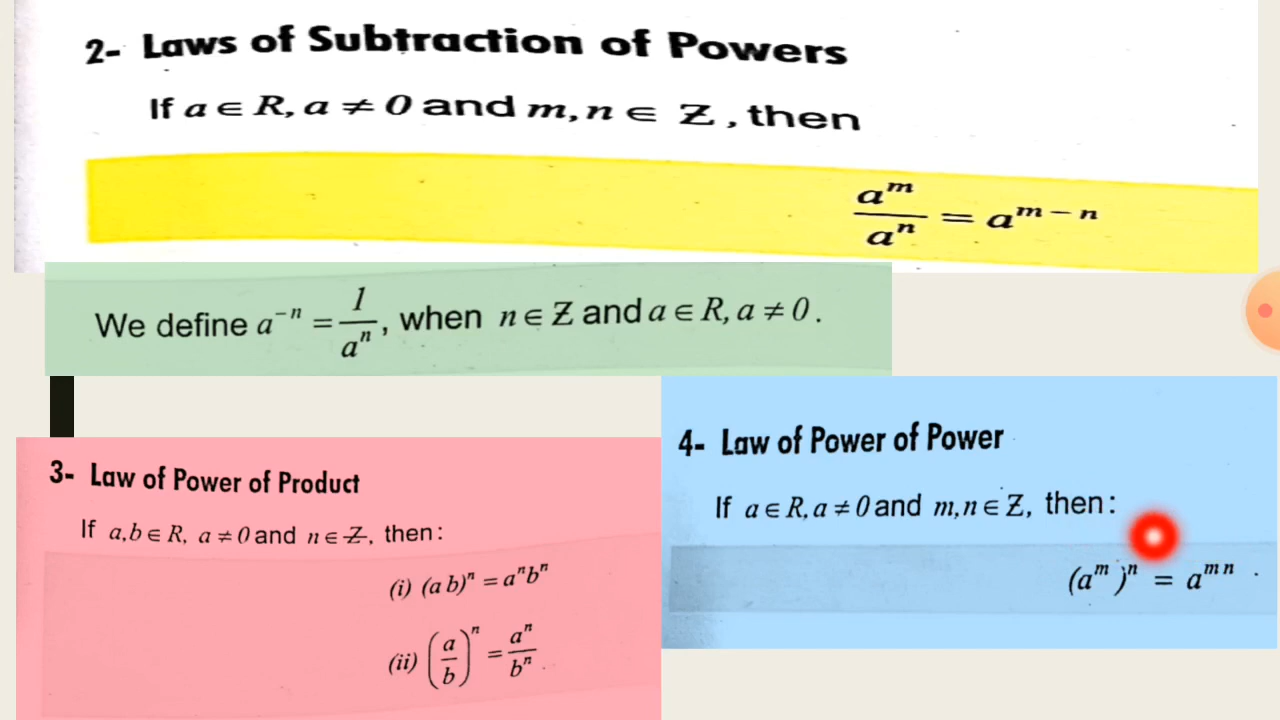 2- Laws of Subtraction of Powers
If a ∈ R, a ≠ 0 and m, n ∈ Z, then
a^m / a^n = a^(m − n)
We define a^(−n) = 1 / a^n, when n ∈ Z and a ∈ R, a ≠ 0.
3- Law of Power of Product
If a,b ∈ R, a ≠ 0 and n ∈ Z, then:
(i) (a b)^n = a^n b^n
(ii) (a / b)^n = a^n / b^n
4- Law of Power of Power
If a ∈ R, a ≠ 0 and m,n ∈ Z, then:
(a^m)^n = a^(mn).